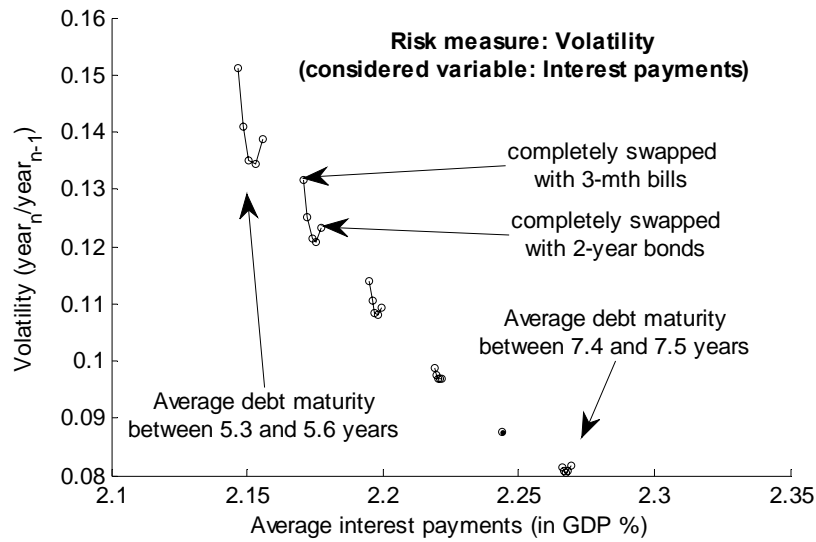 Risk measure: Volatility
(considered variable: Interest payments)
0.16
0.15
0.14
0.13
0.12
0.11
0.1
0.09
0.08
Volatility (year_n/year_{n-1})
completely swapped
with 3-mth bills
completely swapped
with 2-year bonds
Average debt maturity
between 7.4 and 7.5 years
Average debt maturity
between 5.3 and 5.6 years
2.1 2.15 2.2 2.25 2.3 2.35
Average interest payments (in GDP %)